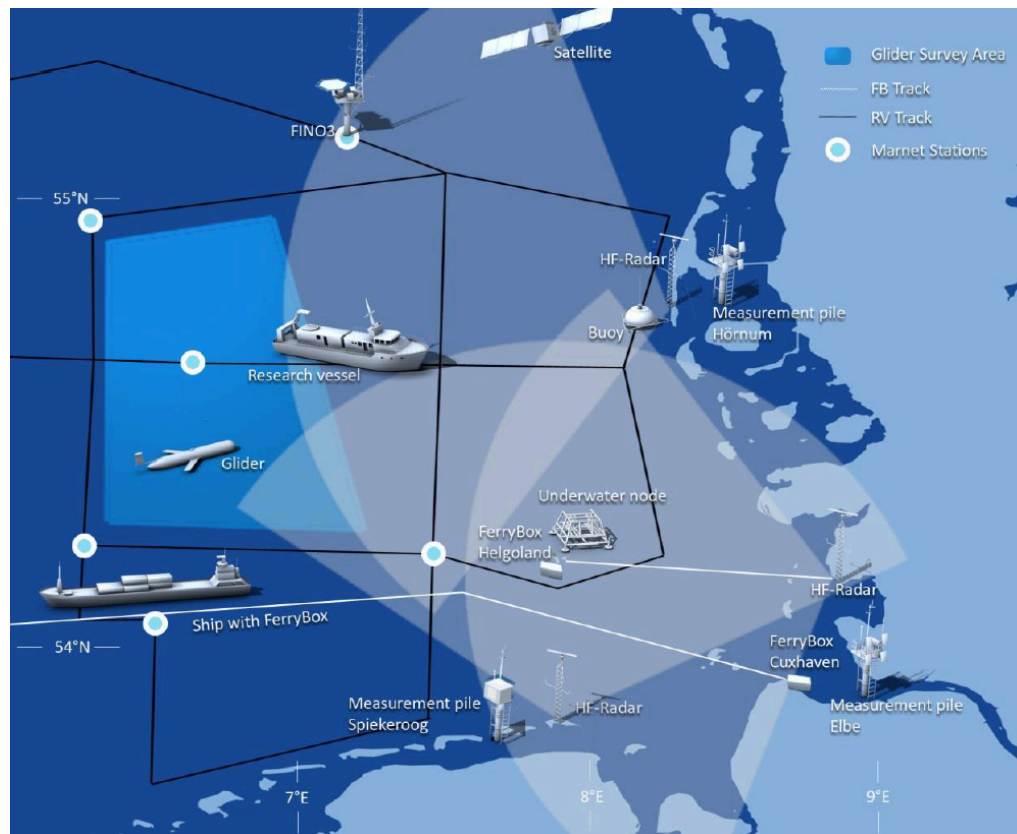 Satellite
Glider Survey Area
FB Track
RV Track
Marnet Stations
FINO3
55°N
HF-Radar
Measurement pile
Hörnum
Buoy
Research vessel
Glider
Underwater node
FerryBox
Helgoland
HF-Radar
Ship with FerryBox
54°N
FerryBox
Cuxhaven
Measurement pile
Spiekeroog
HF-Radar
Measurement pile
Elbe
7°E
8°E
9°E